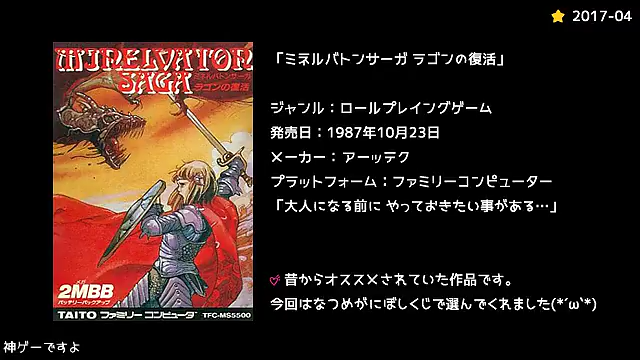 ★ 2017-04
「ミネルバトンサーガ ラゴンの復活」
MINELVATON
SAGA
ミネルバトンサーガ
ラゴンの復活
ジャンル：ロールプレイングゲーム
発売日：1987年10月23日
メーカー：アーッテク
プラットフォーム：ファミリーコンピューター
「大人になる前に やっておきたい事がある…」
メガ
2MBB
バッテリーバックアップ
TAITO ファミリー コンピュータ TFC-MS5500
昔からオススメされていた作品です。
今回はなつめがにぼしくじで選んでくれました(*´ω`*)
神ゲーですよ